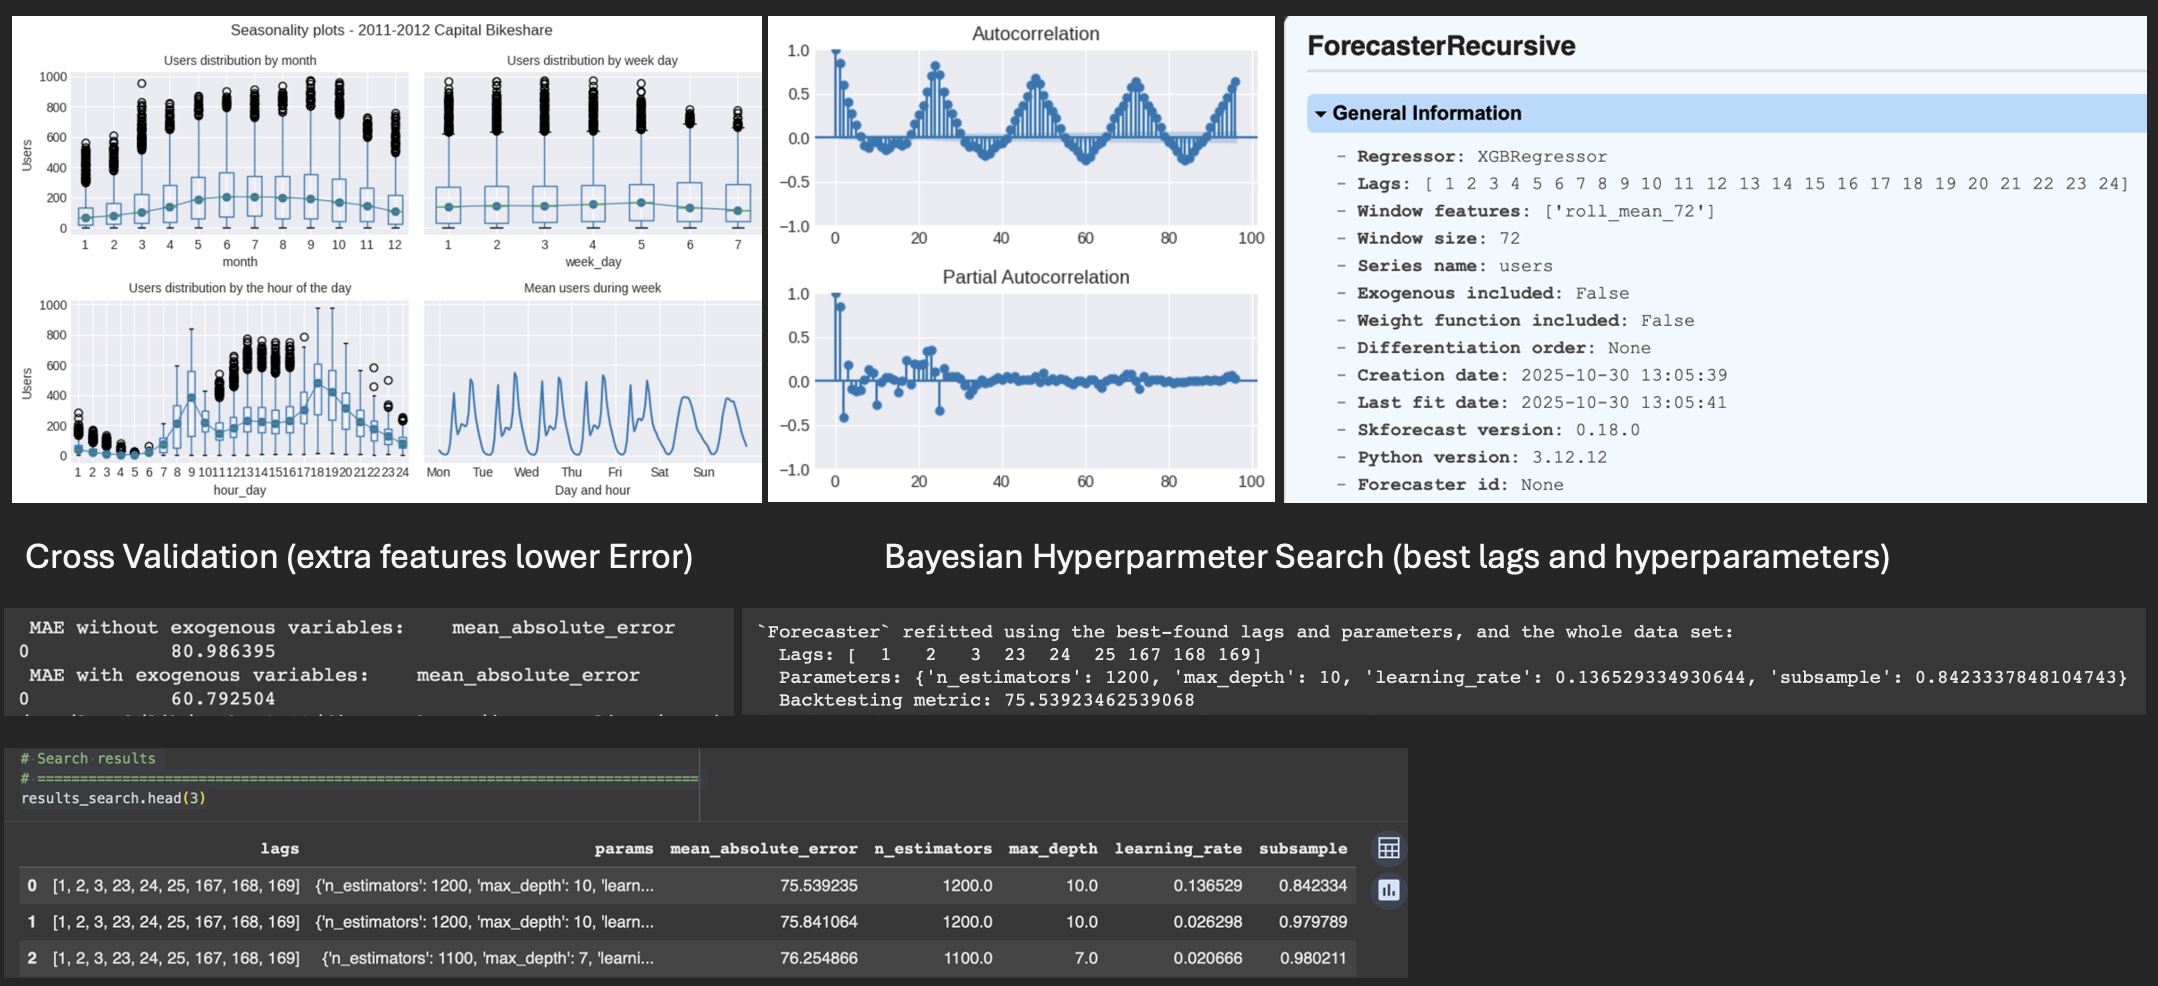 Seasonality plots - 2011-2012 Capital Bikeshare
Users distribution by month
1000
800
600
400
200
0
Users
1 2 3 4 5 6 7 8 9 10 11 12
month
Users distribution by week day
1 2 3 4 5 6 7
week_day
Users distribution by the hour of the day
1000
800
600
400
200
0
Users
1 2 3 4 5 6 7 8 9 10 11 12 13 14 15 16 17 18 19 20 21 22 23 24
hour_day
Mean users during week
Mon Tue Wed Thu Fri Sat Sun
Day and hour
Autocorrelation
1.0
0.5
0.0
−0.5
−1.0
0 20 40 60 80 100
Partial Autocorrelation
1.0
0.5
0.0
−0.5
−1.0
0 20 40 60 80 100
ForecasterRecursive
General Information
- Regressor: XGBRegressor
- Lags: [ 1 2 3 4 5 6 7 8 9 10 11 12 13 14 15 16 17 18 19 20 21 22 23 24]
- Window features: ['roll_mean_72']
- Window size: 72
- Series name: users
- Exogenous included: False
- Weight function included: False
- Differentiation order: None
- Creation date: 2025-10-30 13:05:39
- Last fit date: 2025-10-30 13:05:41
- Skforecast version: 0.18.0
- Python version: 3.12.12
- Forecaster id: None
Cross Validation (extra features lower Error)
Bayesian Hyperparmeter Search (best lags and hyperparameters)
MAE without exogenous variables: mean_absolute_error
0 80.986395
MAE with exogenous variables: mean_absolute_error
0 60.792504
`Forecaster` refitted using the best-found lags and parameters, and the whole data set:
Lags: [ 1 2 3 23 24 25 167 168 169]
Parameters: {'n_estimators': 1200, 'max_depth': 10, 'learning_rate': 0.136529334930644, 'subsample': 0.8423337848104743}
Backtesting metric: 75.53923462539068
# Search results
# ==============================================================================
results_search.head(3)
lags params mean_absolute_error n_estimators max_depth learning_rate subsample
0 [1, 2, 3, 23, 24, 25, 167, 168, 169] {'n_estimators': 1200, 'max_depth': 10, 'learn... 75.539235 1200.0 10.0 0.136529 0.842334
1 [1, 2, 3, 23, 24, 25, 167, 168, 169] {'n_estimators': 1200, 'max_depth': 10, 'learn... 75.841064 1200.0 10.0 0.026298 0.979789
2 [1, 2, 3, 23, 24, 25, 167, 168, 169] {'n_estimators': 1100, 'max_depth': 7, 'learni... 76.254866 1100.0 7.0 0.020666 0.980211